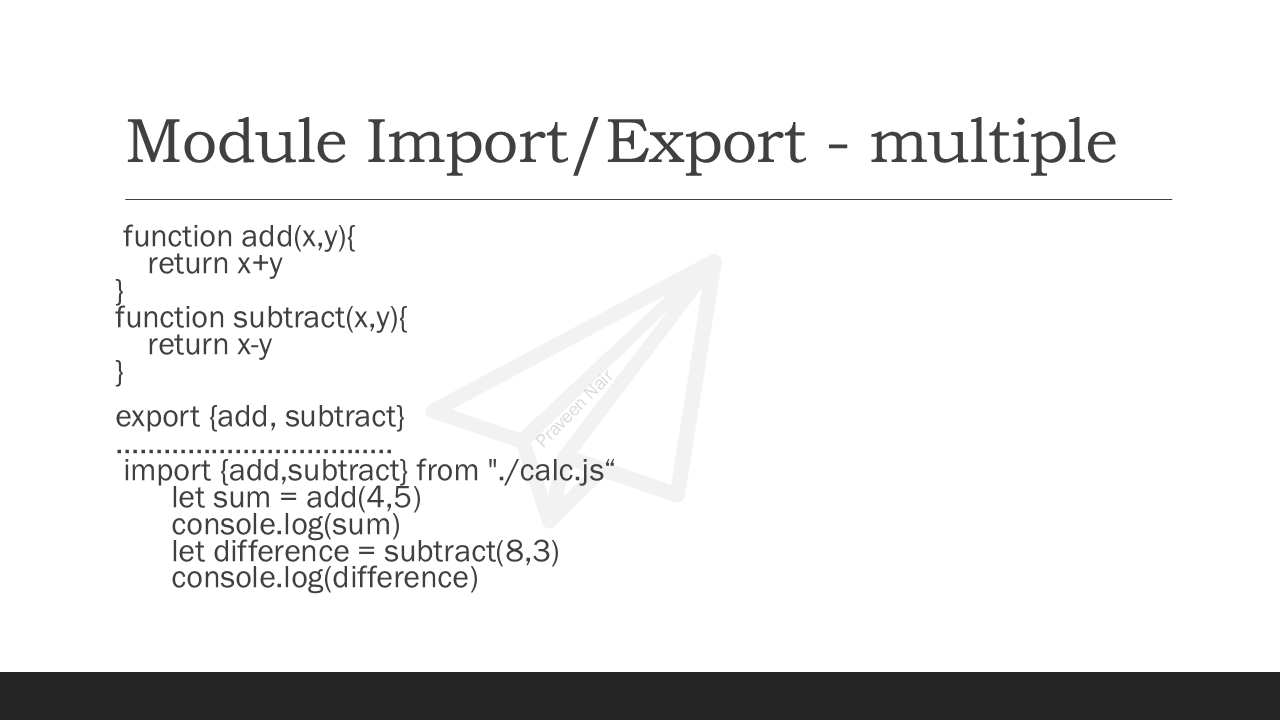 Module Import/Export - multiple
function add(x,y){
return x+y
}
function subtract(x,y){
return x-y
}
export {add, subtract}
...................................
import {add,subtract} from "./calc.js“
let sum = add(4,5)
console.log(sum)
let difference = subtract(8,3)
console.log(difference)
Praveen Nair